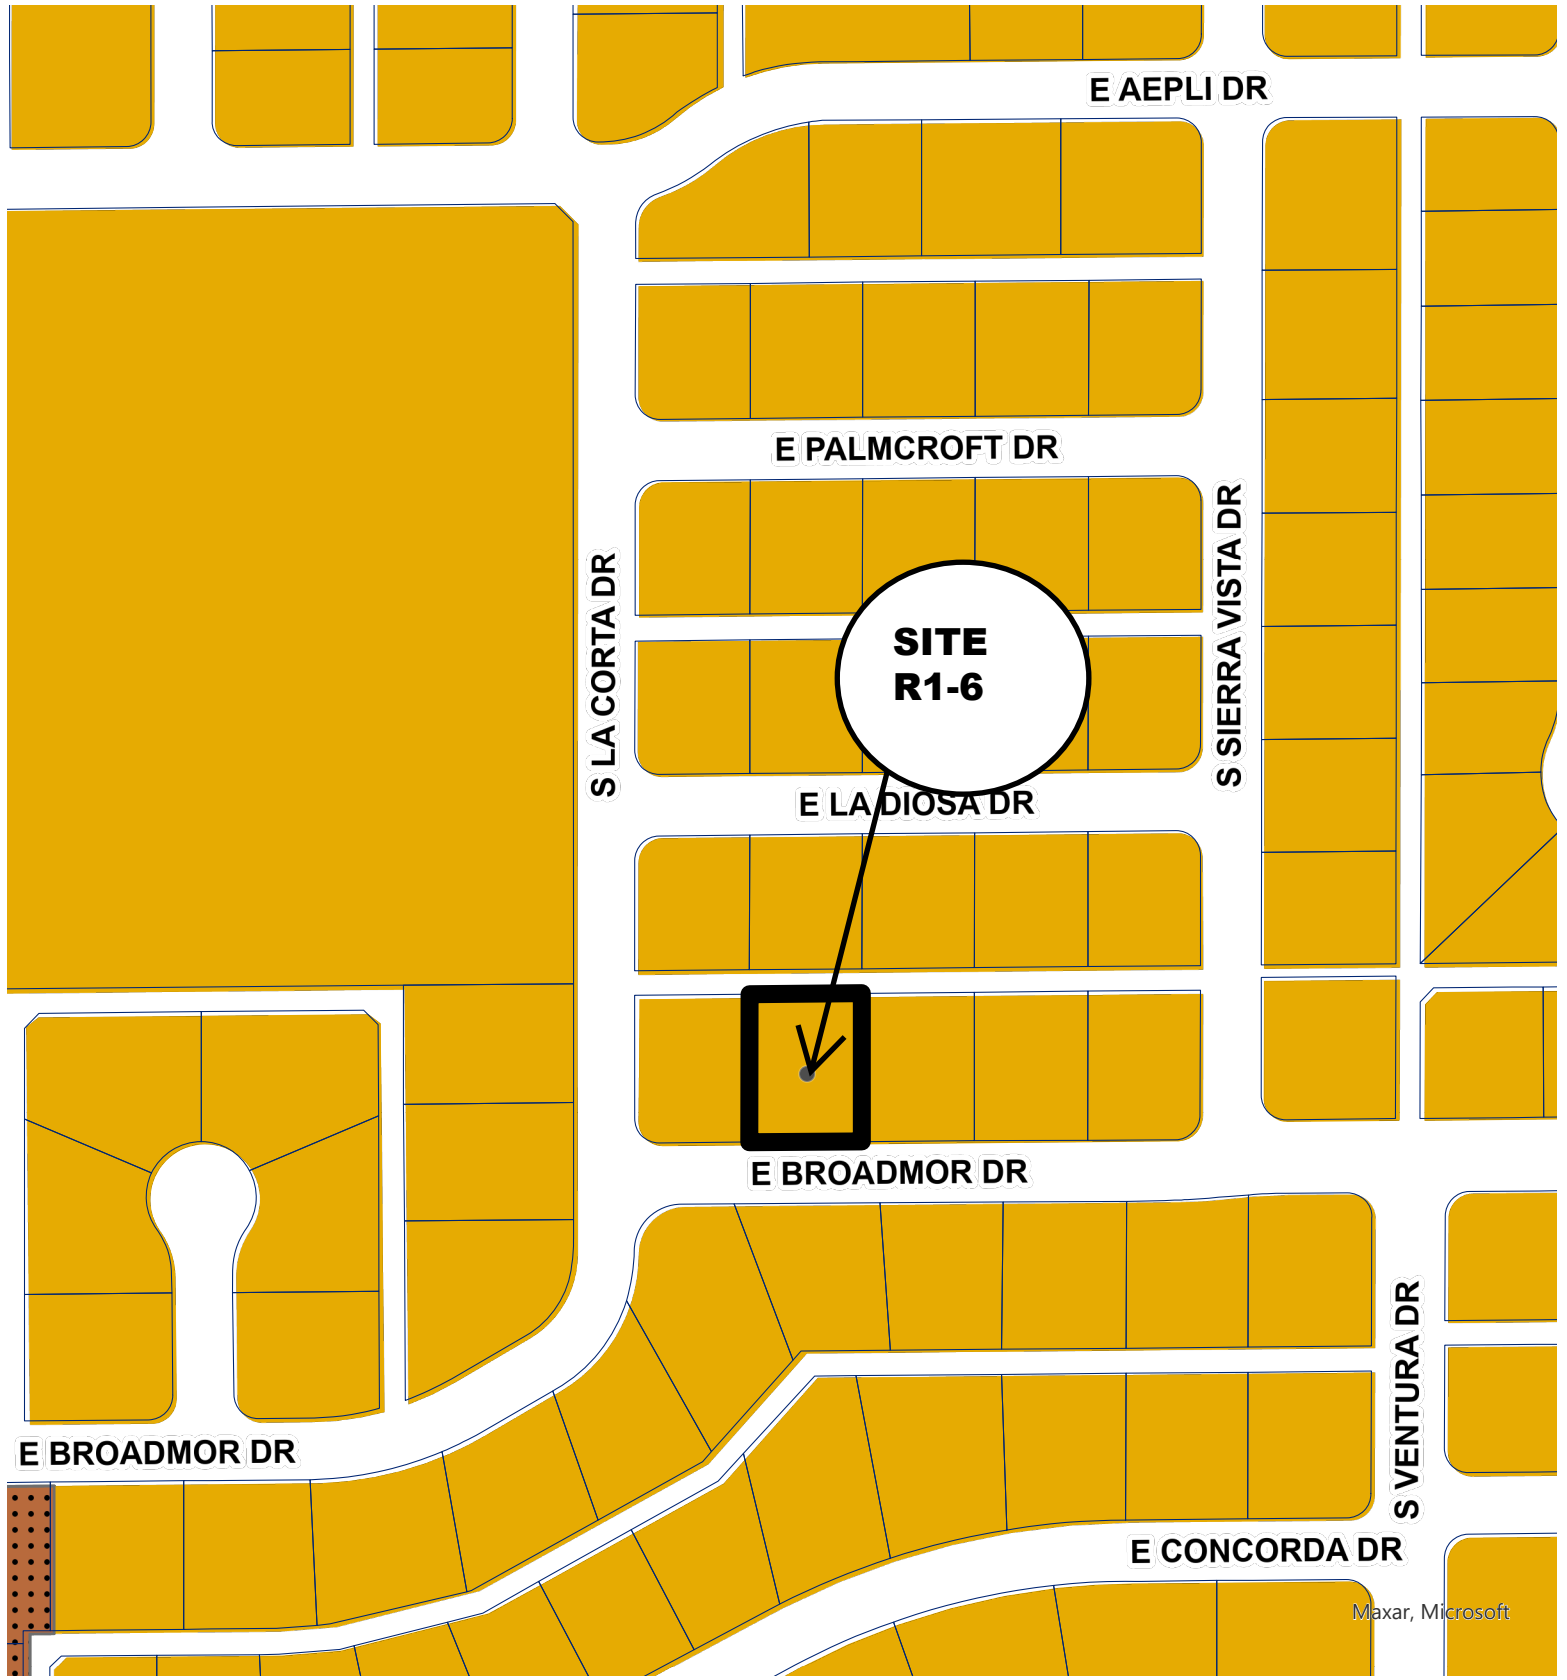 E AEPLI DR
E PALMCROFT DR
S LA CORTA DR
S SIERRA VISTA DR
SITE
R1-6
E LA DIOSA DR
E BROADMOR DR
S VENTURA DR
E BROADMOR DR
E CONCORDA DR
Maxar, Microsoft